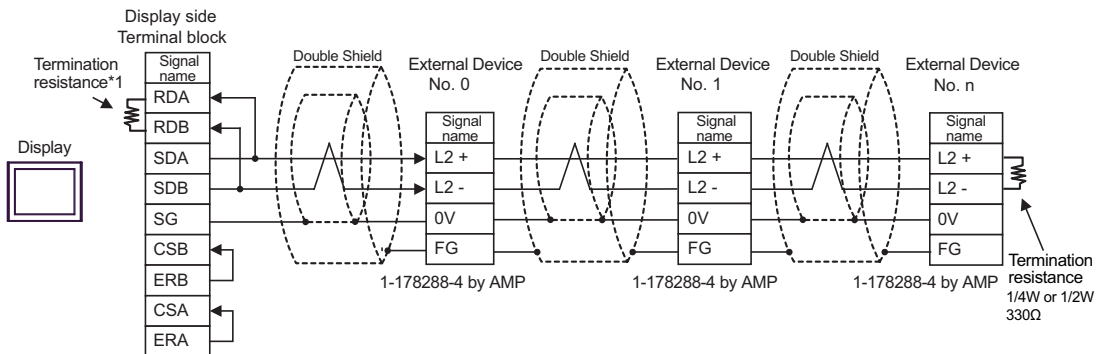 Display side
Terminal block
Termination
resistance*1
Display
Signal
name
RDA
RDB
SDA
SDB
SG
CSB
ERB
CSA
ERA
Double Shield
External Device
No. 0
Signal
name
L2 +
L2 -
0V
FG
1-178288-4 by AMP
Double Shield
External Device
No. 1
Signal
name
L2 +
L2 -
0V
FG
1-178288-4 by AMP
Double Shield
External Device
No. n
Signal
name
L2 +
L2 -
0V
FG
1-178288-4 by AMP
Termination
resistance
1/4W or 1/2W
330Ω